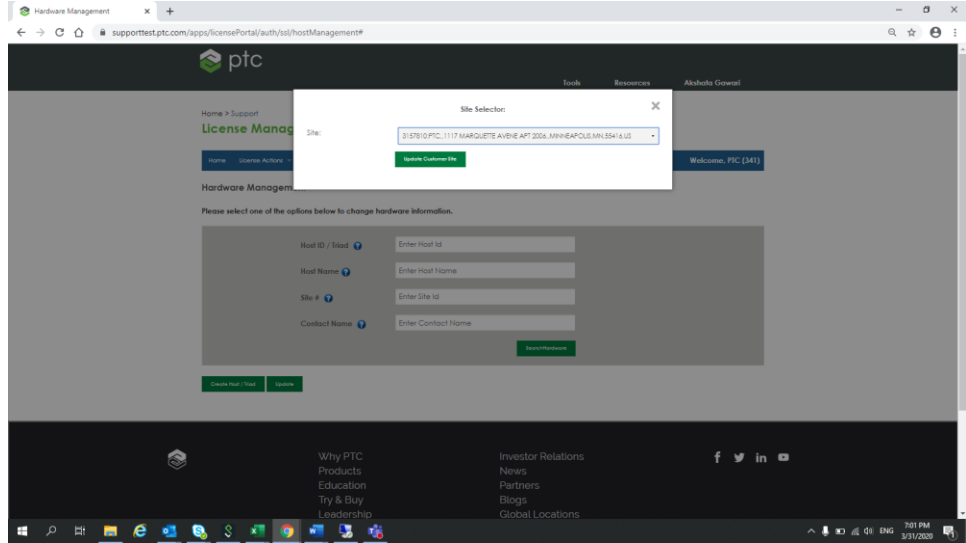 Hardware Management
supporttest.ptc.com/apps/licensePortal/auth/ssl/hostManagement#
ptc
Tools Resources Akshata Gowari
Home > Support
License Manag
Site Selector:
Site:
3157810,PTC,,1117 MARQUETTE AVENE APT 2006,,MINNEAPOLIS,MN,55416,US
Update Customer Site
Home License Actions
Welcome, PTC (341)
Hardware Managem
Please select one of the options below to change hardware information.
Host ID / Triad Enter Host Id
Host Name Enter Host Name
Site # Enter Site Id
Contact Name Enter Contact Name
Search Hardware
Create Host / Triad Update
Why PTC
Products
Education
Try & Buy
Leadership
Investor Relations
News
Partners
Blogs
Global Locations
ENG
7:01 PM
3/31/2020